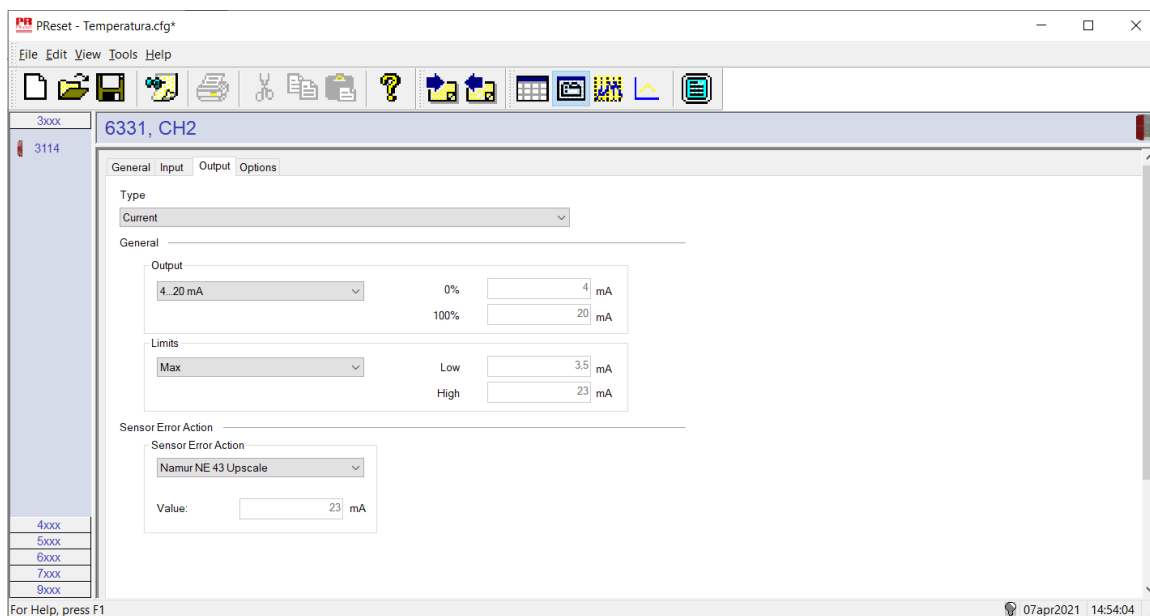 PR PReset - Temperatura.cfg*
File Edit View Tools Help
3xxx
6331, CH2
3114
General Input Output Options
Type
Current
General
Output
4...20 mA 0% 4 mA
100% 20 mA
Limits
Max Low 3,5 mA
High 23 mA
Sensor Error Action
Sensor Error Action
Namur NE 43 Upscale
Value: 23 mA
4xxx
5xxx
6xxx
7xxx
9xxx
For Help, press F1 07apr2021 14:54:04